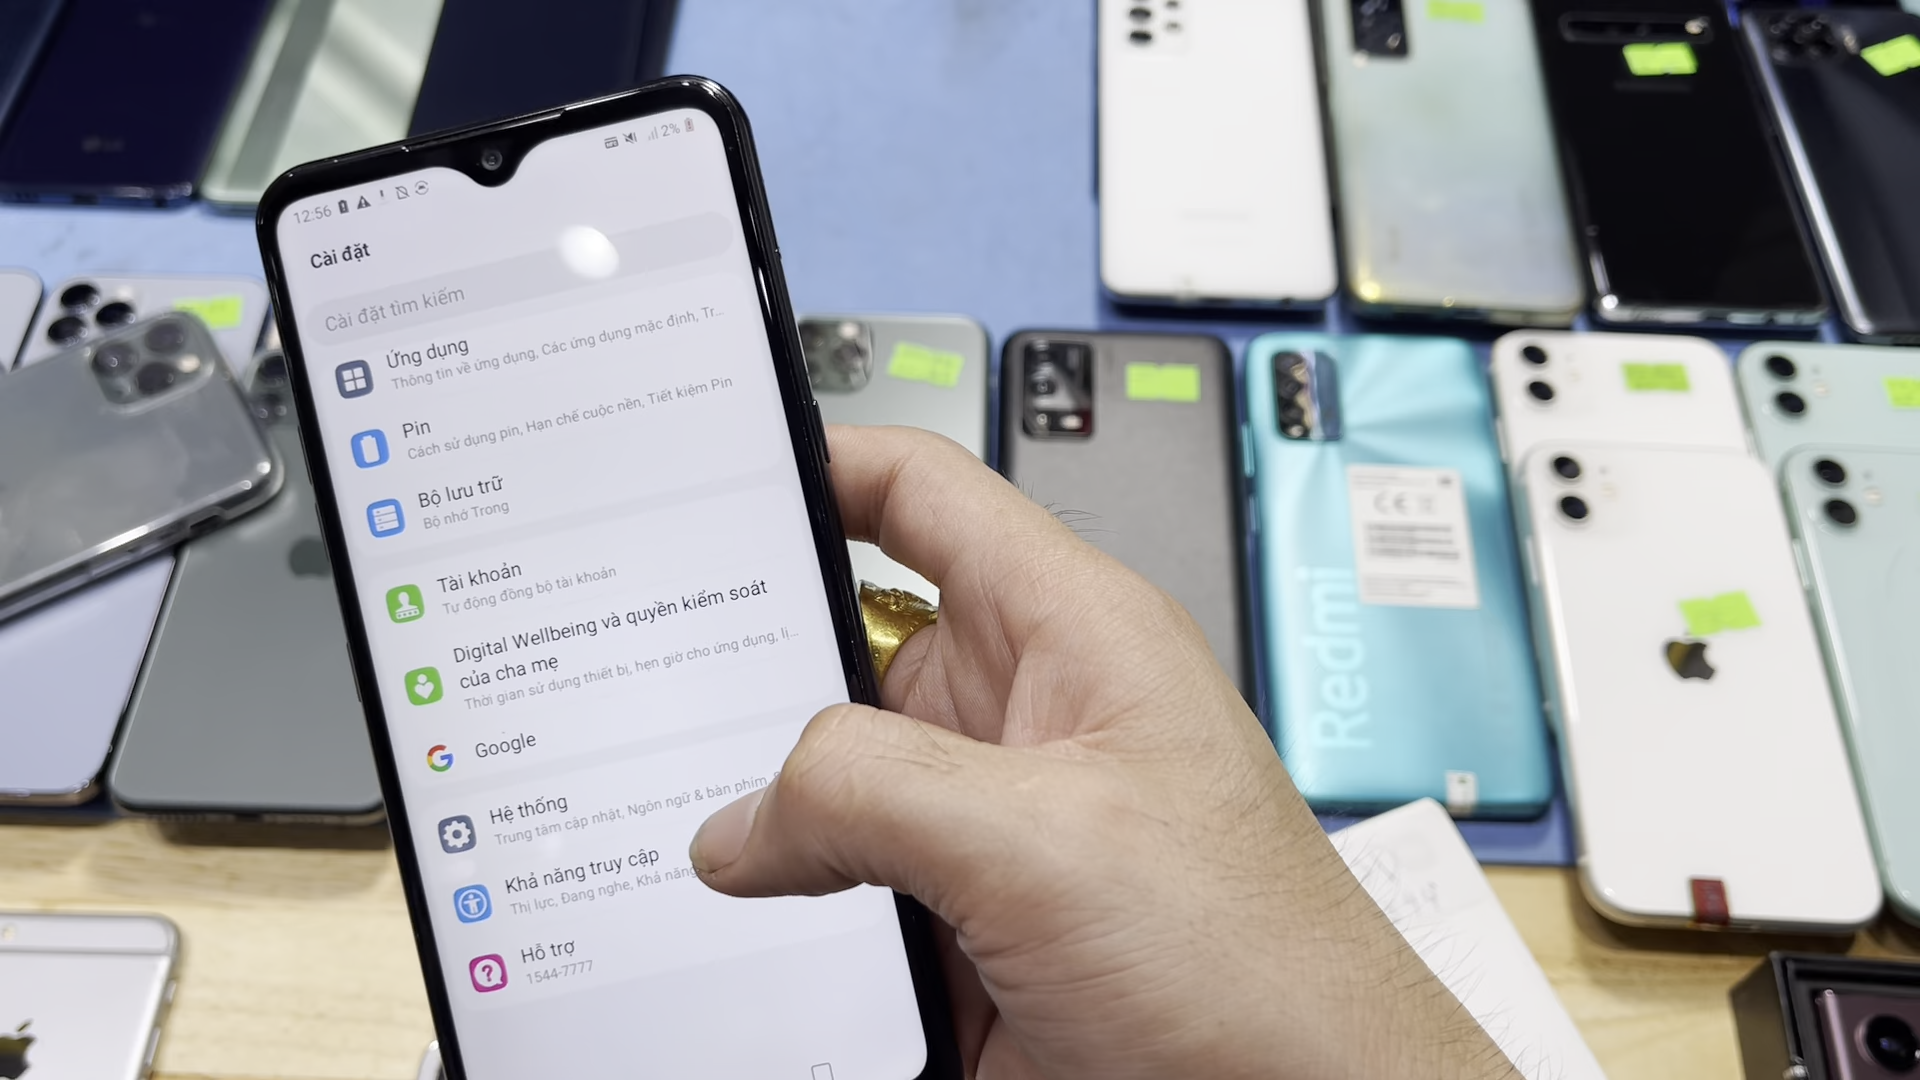 12:56
2%
Cài đặt
Cài đặt tìm kiếm
Ứng dụng
Thông tin về ứng dụng, Các ứng dụng mặc định, Tr...
Pin
Cách sử dụng pin, Hạn chế cuộc nền, Tiết kiệm Pin
Bộ lưu trữ
Bộ nhớ Trong
Tài khoản
Tự động đồng bộ tài khoản
Digital Wellbeing và quyền kiểm soát
của cha mẹ
Thời gian sử dụng thiết bị, hẹn giờ cho ứng dụng, lị...
Google
Hệ thống
Trung tâm cập nhật, Ngôn ngữ & bàn phím,
Khả năng truy cập
Thị lực, Đang nghe, Khả năng
Hỗ trợ
1544-7777
LG
Redmi
CE